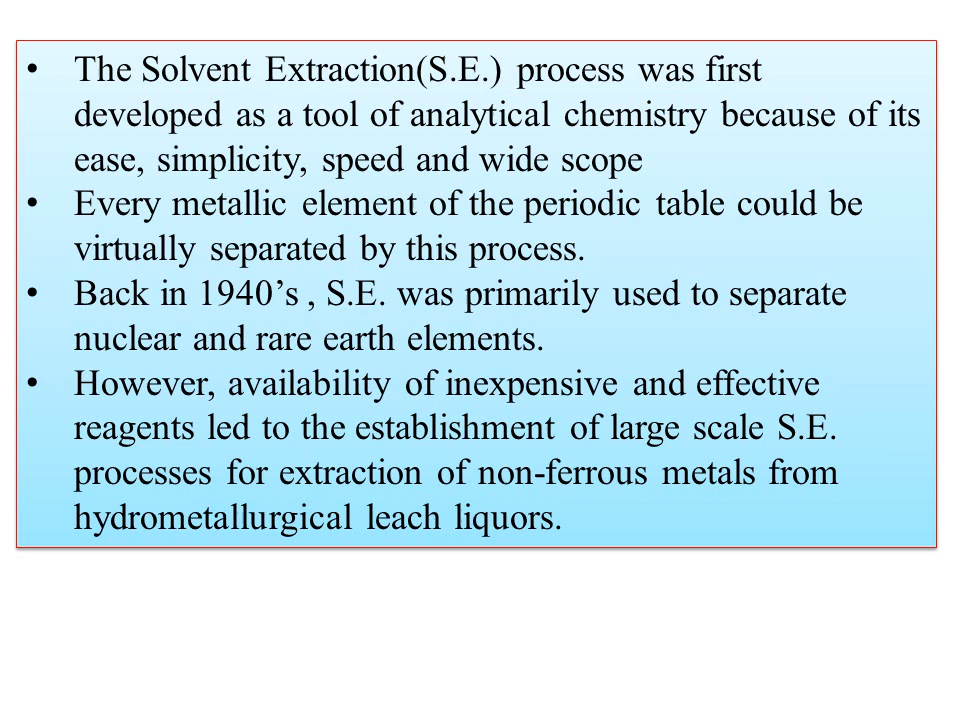 • The Solvent Extraction(S.E.) process was first
developed as a tool of analytical chemistry because of its
ease, simplicity, speed and wide scope
• Every metallic element of the periodic table could be
virtually separated by this process.
• Back in 1940’s , S.E. was primarily used to separate
nuclear and rare earth elements.
• However, availability of inexpensive and effective
reagents led to the establishment of large scale S.E.
processes for extraction of non-ferrous metals from
hydrometallurgical leach liquors.